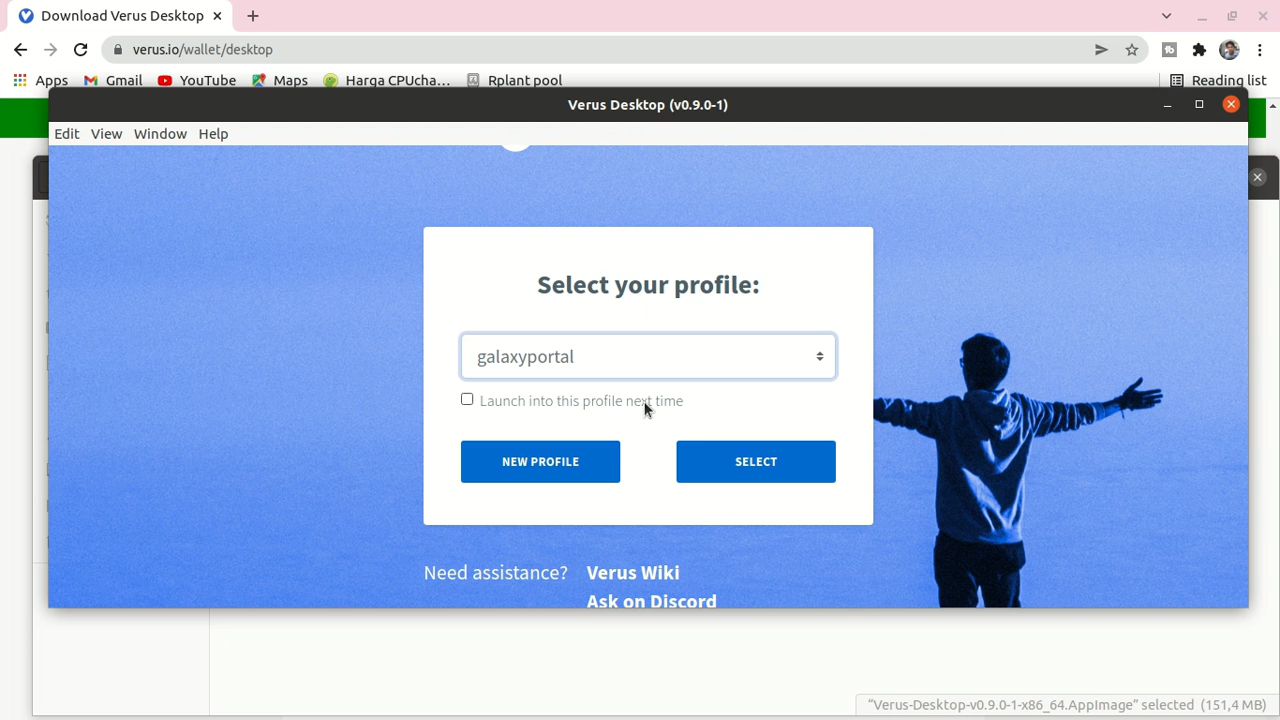 Download Verus Desktop
verus.io/wallet/desktop
Apps Gmail YouTube Maps Harga CPUcha... Rplant pool Reading list
Verus Desktop (v0.9.0-1)
Edit View Window Help
Select your profile:
galaxyportal
Launch into this profile next time
NEW PROFILE SELECT
Need assistance? Verus Wiki
Ask on Discord
"Verus-Desktop-v0.9.0-1-x86_64.AppImage" selected (151,4 MB)